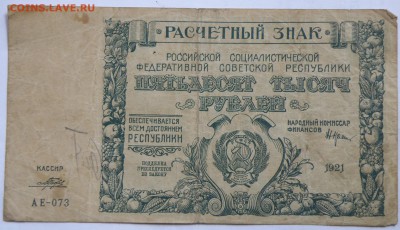 COINS.LAVE.RU
РАСЧЕТНЫЙ ЗНАК
РОССИЙСКОЙ СОЦИАЛИСТИЧЕСКОЙ
ФЕДЕРАТИВНОЙ СОВЕТСКОЙ РЕСПУБЛИКИ
ПЯТЬДЕСЯТ ТЫСЯЧ
РУБЛЕЙ
ОБЕСПЕЧИВАЕТСЯ
ВСЕМ ДОСТОЯНИЕМ
РЕСПУБЛИКИ
НАРОДНЫЙ КОМИССАР
ФИНАНСОВ
ПОДДЕЛКА
ПРЕСЛЕДУЕТСЯ
ПО ЗАКОНУ
1921
КАССИР
АЕ-073